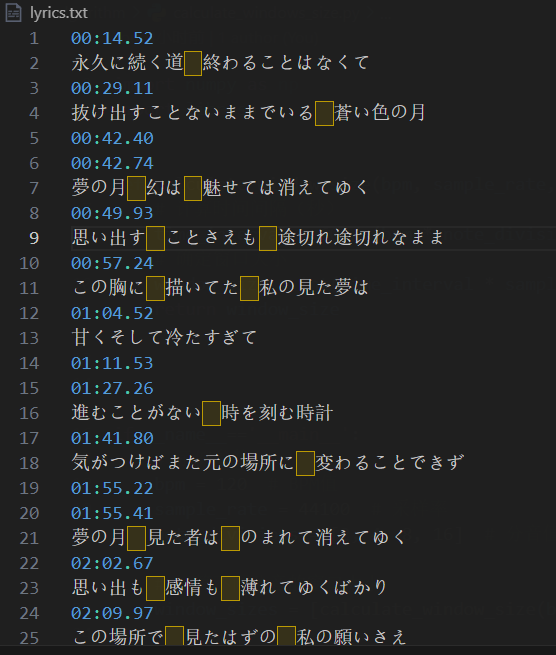 lyrics.txt
1 00:14.52
2 永久に続く道　終わることはなくて
3 00:29.11
4 抜け出すことないままでいる　蒼い色の月
5 00:42.40
6 00:42.74
7 夢の月　幻は　魅せては消えてゆく
8 00:49.93
9 思い出す　ことさえも　途切れ途切れなまま
10 00:57.24
11 この胸に　描いてた　私の見た夢は
12 01:04.52
13 甘くそして冷たすぎて
14 01:11.53
15 01:27.26
16 進むことがない　時を刻む時計
17 01:41.80
18 気がつけばまた元の場所に　変わることできず
19 01:55.22
20 01:55.41
21 夢の月　見た者は　のまれて消えてゆく
22 02:02.67
23 思い出も　感情も　薄れてゆくばかり
24 02:09.97
25 この場所で　見たはずの　私の願いさえ